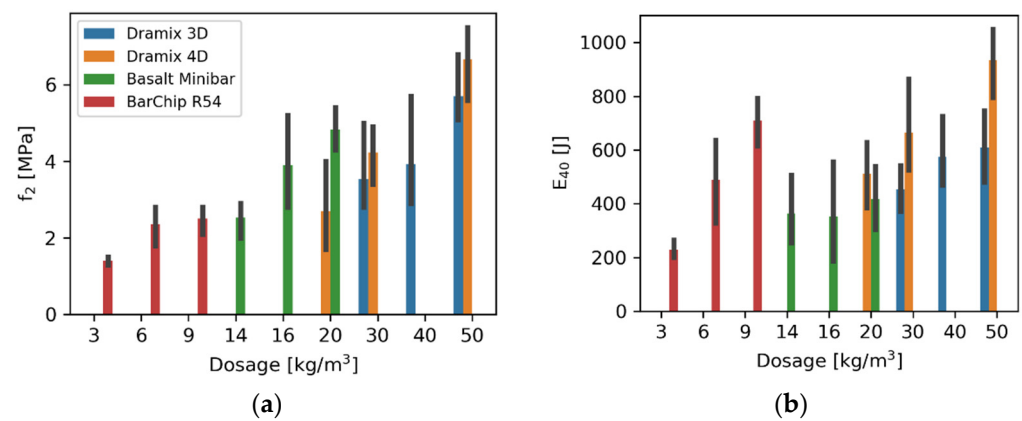 Dramix 3D
Dramix 4D
Basalt Minibar
BarChip R54
f₂ [MPa]
6
4
2
0
3 6 9 14 16 20 30 40 50
Dosage [kg/m³]
(a)
E₄₀ [J]
1000
800
600
400
200
0
3 6 9 14 16 20 30 40 50
Dosage [kg/m³]
(b)